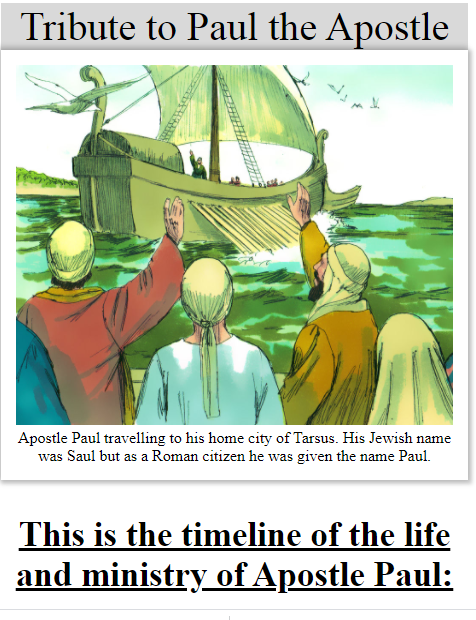 Tribute to Paul the Apostle
Apostle Paul travelling to his home city of Tarsus. His Jewish name
was Saul but as a Roman citizen he was given the name Paul.
This is the timeline of the life
and ministry of Apostle Paul: